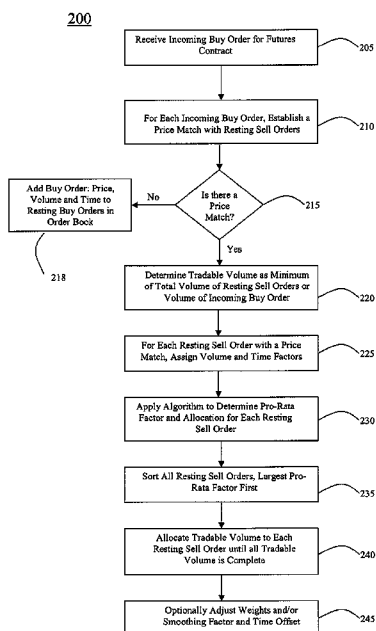 200
Receive Incoming Buy Order for Futures
Contract
205
For Each Incoming Buy Order, Establish a
Price Match with Resting Sell Orders
210
Is there a
Price
Match?
215
No
Add Buy Order: Price,
Volume and Time to
Resting Buy Orders in
Order Book
218
Yes
Determine Tradable Volume as Minimum
of Total Volume of Resting Sell Orders or
Volume of Incoming Buy Order
220
For Each Resting Sell Order with a Price
Match, Assign Volume and Time Factors
225
Apply Algorithm to Determine Pro-Rata
Factor and Allocation for Each Resting
Sell Order
230
Sort All Resting Sell Orders, Largest Pro-
Rata Factor First
235
Allocate Tradable Volume to Each
Resting Sell Order until all Tradable
Volume is Complete
240
Optionally Adjust Weights and/or
Smoothing Factor and Time Offset
245